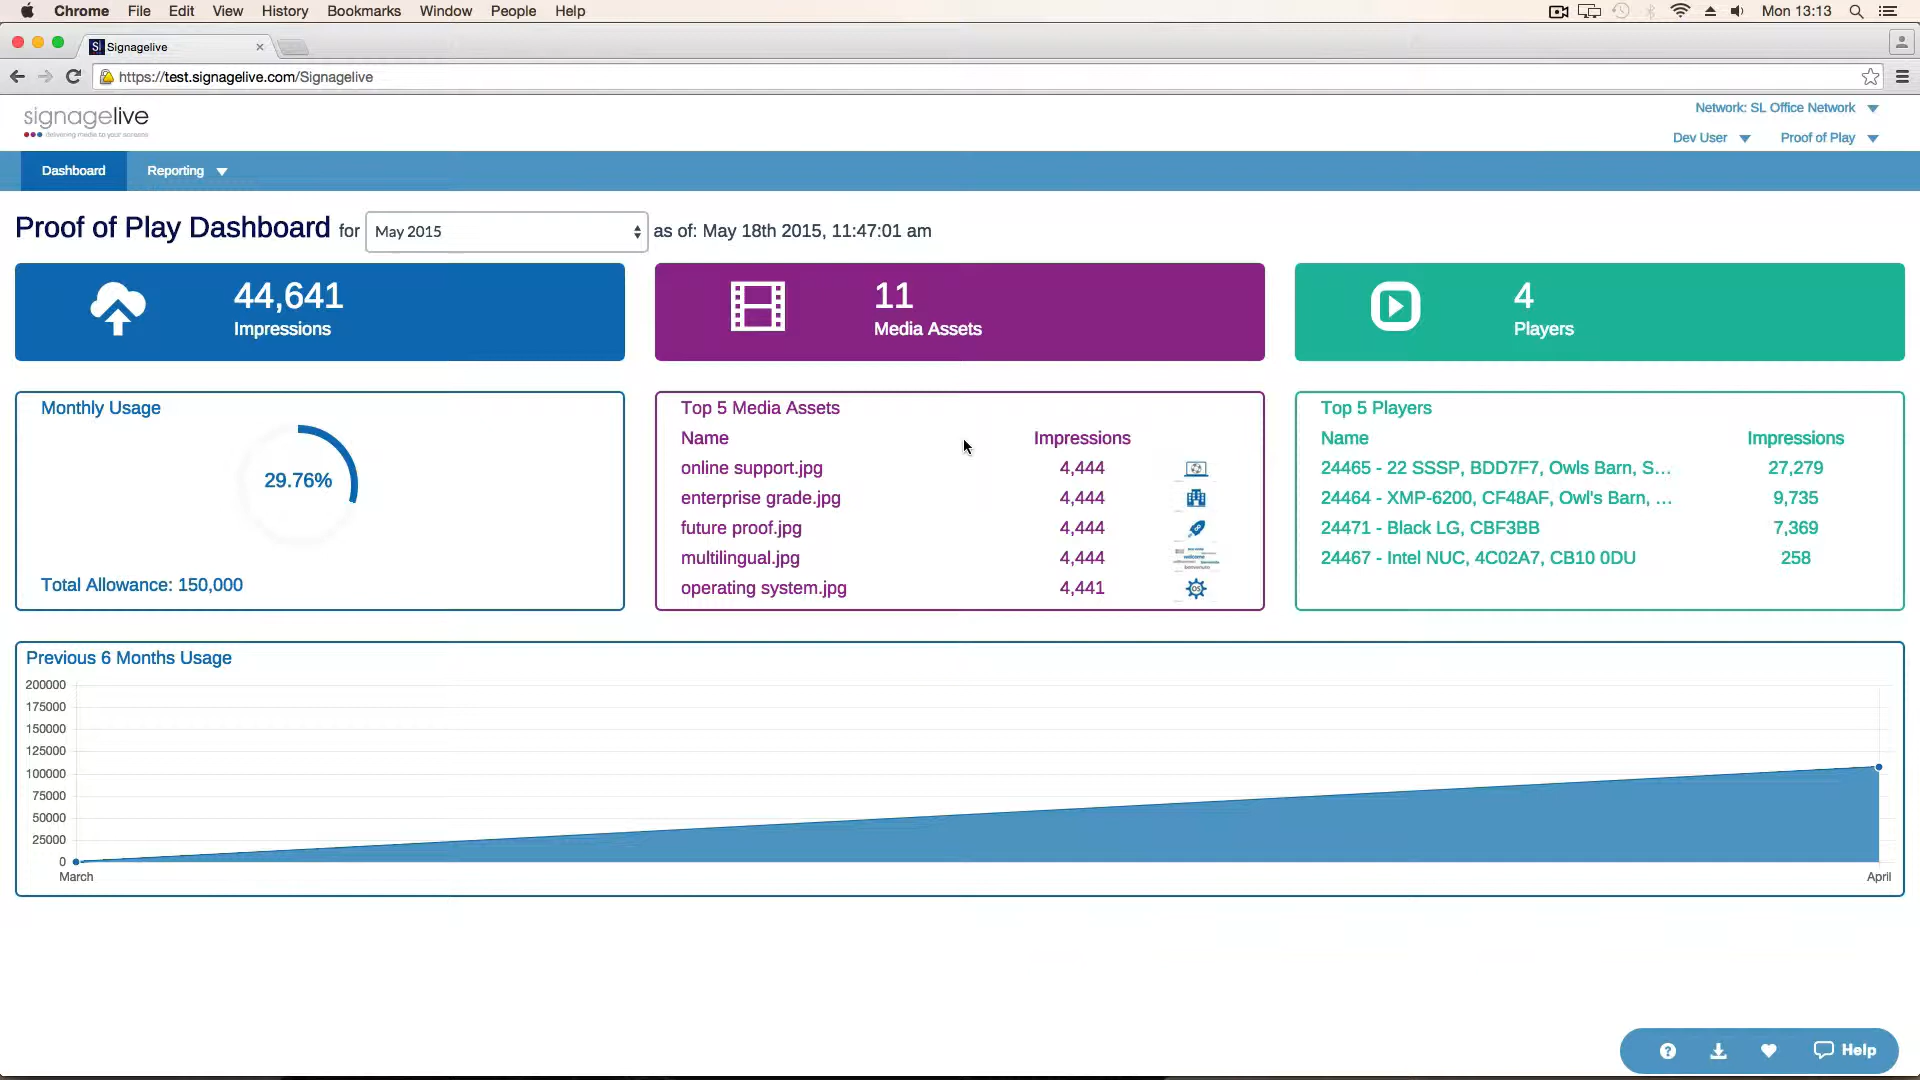 Chrome File Edit View History Bookmarks Window People Help Mon 13:13
Signagelive
https://test.signagelive.com/Signagelive
signagelive
delivering media to your screens
Network: SL Office Network
Dev User Proof of Play
Dashboard Reporting
Proof of Play Dashboard for May 2015 as of: May 18th 2015, 11:47:01 am
44,641
Impressions
11
Media Assets
4
Players
Monthly Usage
29.76%
Total Allowance: 150,000
Top 5 Media Assets
Name Impressions
online support.jpg 4,444
enterprise grade.jpg 4,444
future proof.jpg 4,444
multilingual.jpg 4,444
operating system.jpg 4,441
Top 5 Players
Name Impressions
24465 - 22 SSSP, BDD7F7, Owls Barn, S... 27,279
24464 - XMP-6200, CF48AF, Owl's Barn, ... 9,735
24471 - Black LG, CBF3BB 7,369
24467 - Intel NUC, 4C02A7, CB10 0DU 258
Previous 6 Months Usage
200000
175000
150000
125000
100000
75000
50000
25000
0
March April
Help